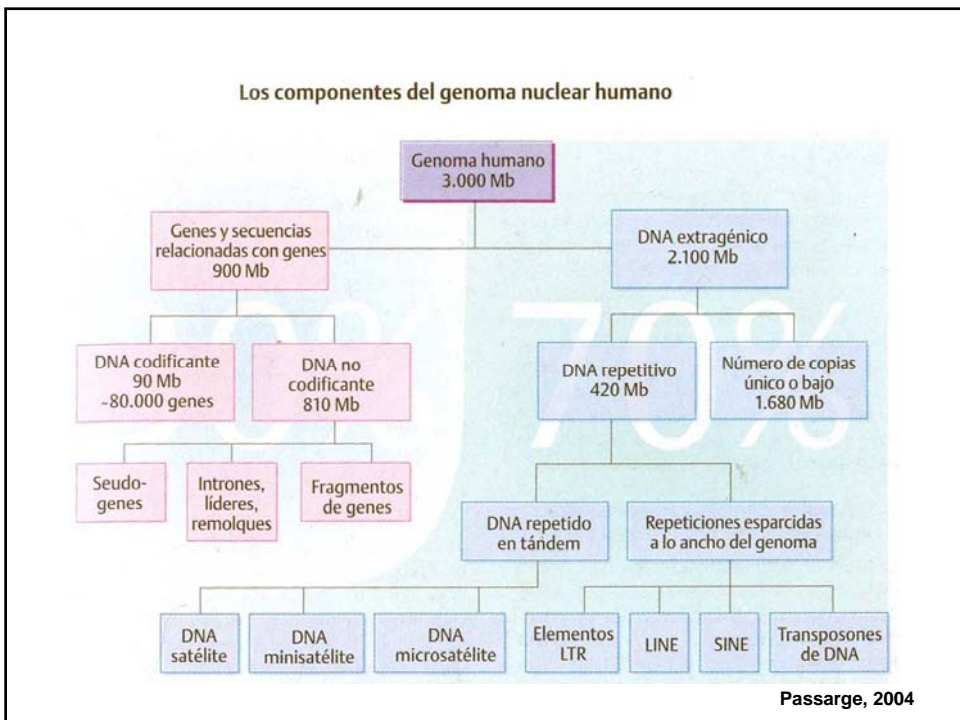 Los componentes del genoma nuclear humano
Genoma humano
3.000 Mb
Genes y secuencias
relacionadas con genes
900 Mb
DNA extragénico
2.100 Mb
30% 70%
DNA codificante
90 Mb
~80.000 genes
DNA no
codificante
810 Mb
DNA repetitivo
420 Mb
Número de copias
único o bajo
1.680 Mb
Seudo-
genes
Intrones,
líderes,
remolques
Fragmentos
de genes
DNA repetido
en tándem
Repeticiones esparcidas
a lo ancho del genoma
DNA
satélite
DNA
minisatélite
DNA
microsatélite
Elementos
LTR
LINE
SINE
Transposones
de DNA
Passarge, 2004